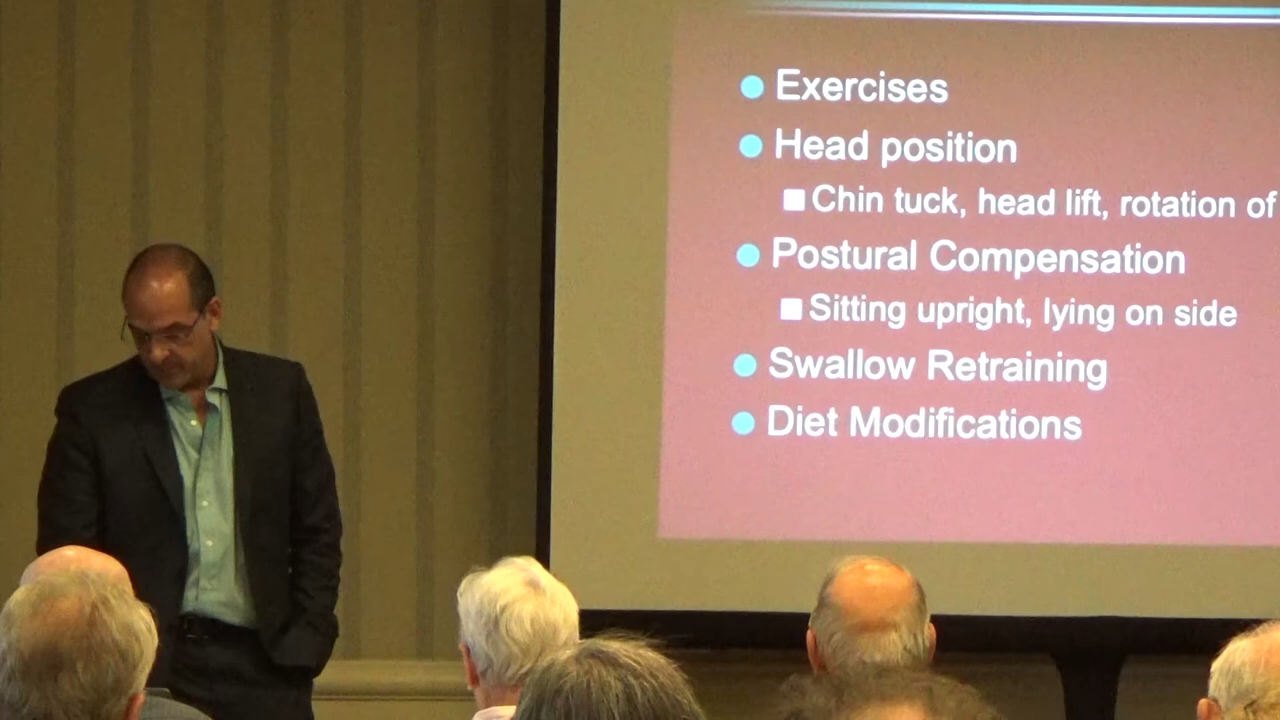 Exercises
Head position
Chin tuck, head lift, rotation of
Postural Compensation
Sitting upright, lying on side
Swallow Retraining
Diet Modifications